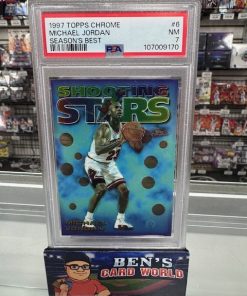 1997 TOPPS CHROME #6
MICHAEL JORDAN NM
SEASON'S BEST 7
PSA 107009170
SHOOTING
STARS
BEN'S
CARD WORLD